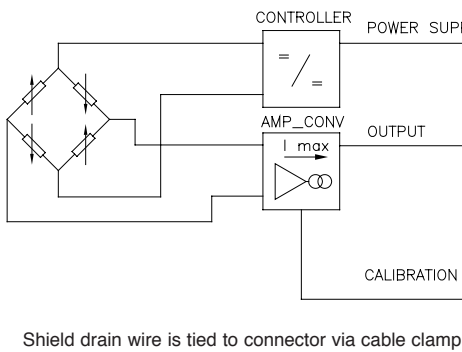 CONTROLLER
POWER SUP
=
/
=
AMP_CONV
I max
OUTPUT
CALIBRATION
Shield drain wire is tied to connector via cable clamp